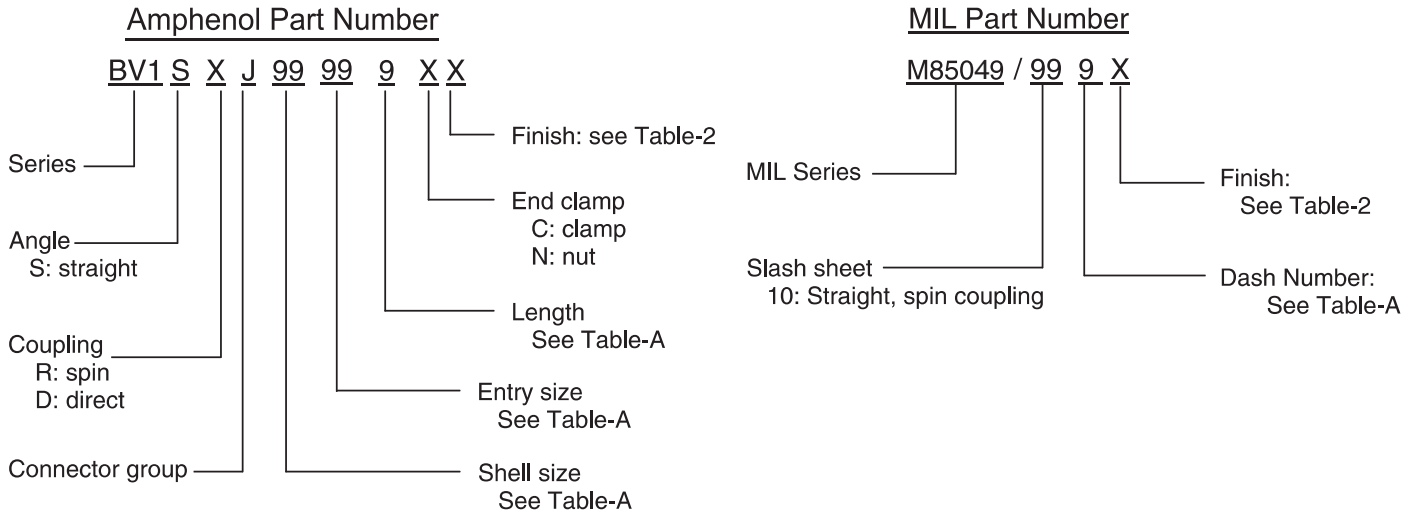 Amphenol Part Number
BV1 S X J 99 99 9 X X
Series
Angle
S: straight
Coupling
R: spin
D: direct
Connector group
Finish: see Table-2
End clamp
C: clamp
N: nut
Length
See Table-A
Entry size
See Table-A
Shell size
See Table-A
MIL Part Number
M85049 / 99 9 X
MIL Series
Slash sheet
10: Straight, spin coupling
Finish:
See Table-2
Dash Number:
See Table-A